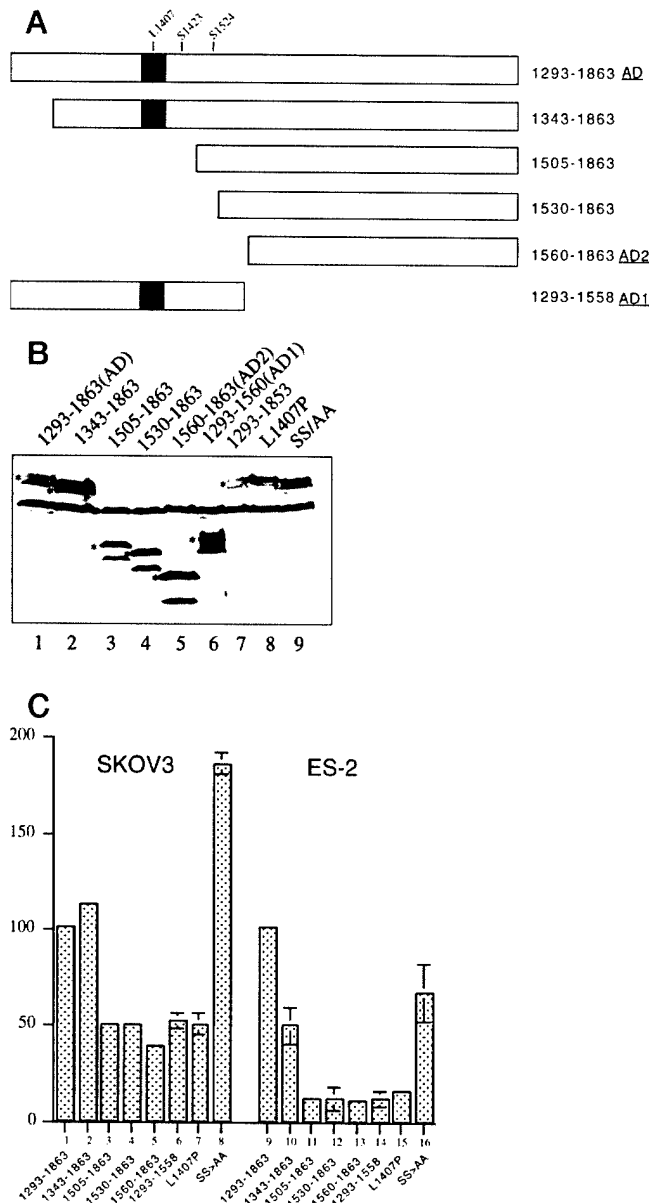 A
L1407 S1423 S1524
1293-1863 AD
1343-1863
1505-1863
1530-1863
1560-1863 AD2
1293-1558 AD1
B
1293-1863(AD)
1343-1863
1505-1863
1530-1863
1560-1863(AD2)
1293-1560(AD1)
1293-1853
L1407P
SS/AA
1 2 3 4 5 6 7 8 9
C
200
150
100
50
0
SKOV3 ES-2
1 2 3 4 5 6 7 8 9 10 11 12 13 14 15 16
1293-1863
1343-1863
1505-1863
1530-1863
1560-1863
1293-1558
L1407P
SS>AA
1293-1863
1343-1863
1505-1863
1530-1863
1560-1863
1293-1558
L1407P
SS>AA